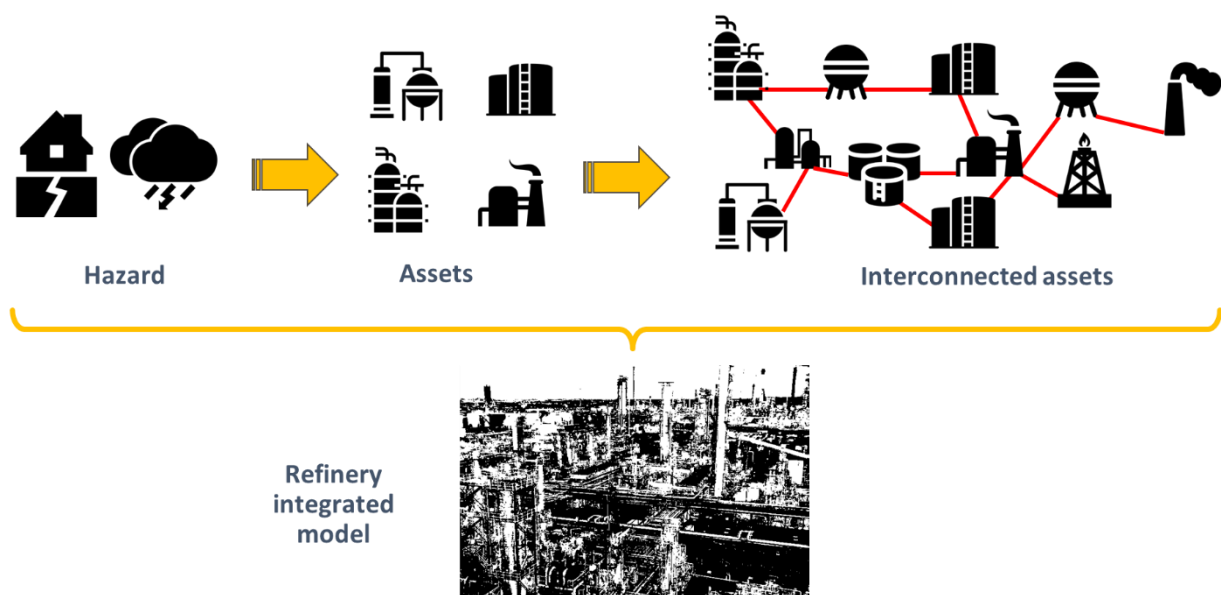 Hazard
Assets
Interconnected assets
Refinery
integrated
model